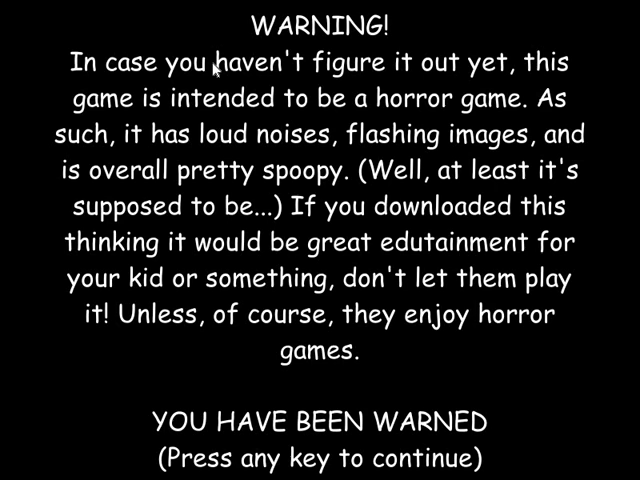 WARNING!
In case you haven't figure it out yet, this
game is intended to be a horror game. As
such, it has loud noises, flashing images, and
is overall pretty spoopy. (Well, at least it's
supposed to be...) If you downloaded this
thinking it would be great edutainment for
your kid or something, don't let them play
it! Unless, of course, they enjoy horror
games.
YOU HAVE BEEN WARNED
(Press any key to continue)